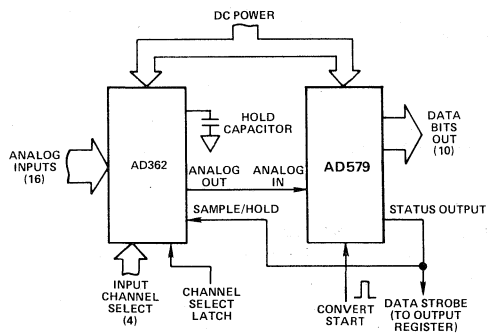 DC POWER
HOLD
CAPACITOR
ANALOG
INPUTS
(16)
AD362
AD579
DATA
BITS
OUT
(10)
ANALOG
OUT
ANALOG
IN
SAMPLE/HOLD
STATUS OUTPUT
INPUT
CHANNEL
SELECT
(4)
CHANNEL
SELECT
LATCH
CONVERT
START
DATA STROBE
(TO OUTPUT
REGISTER)